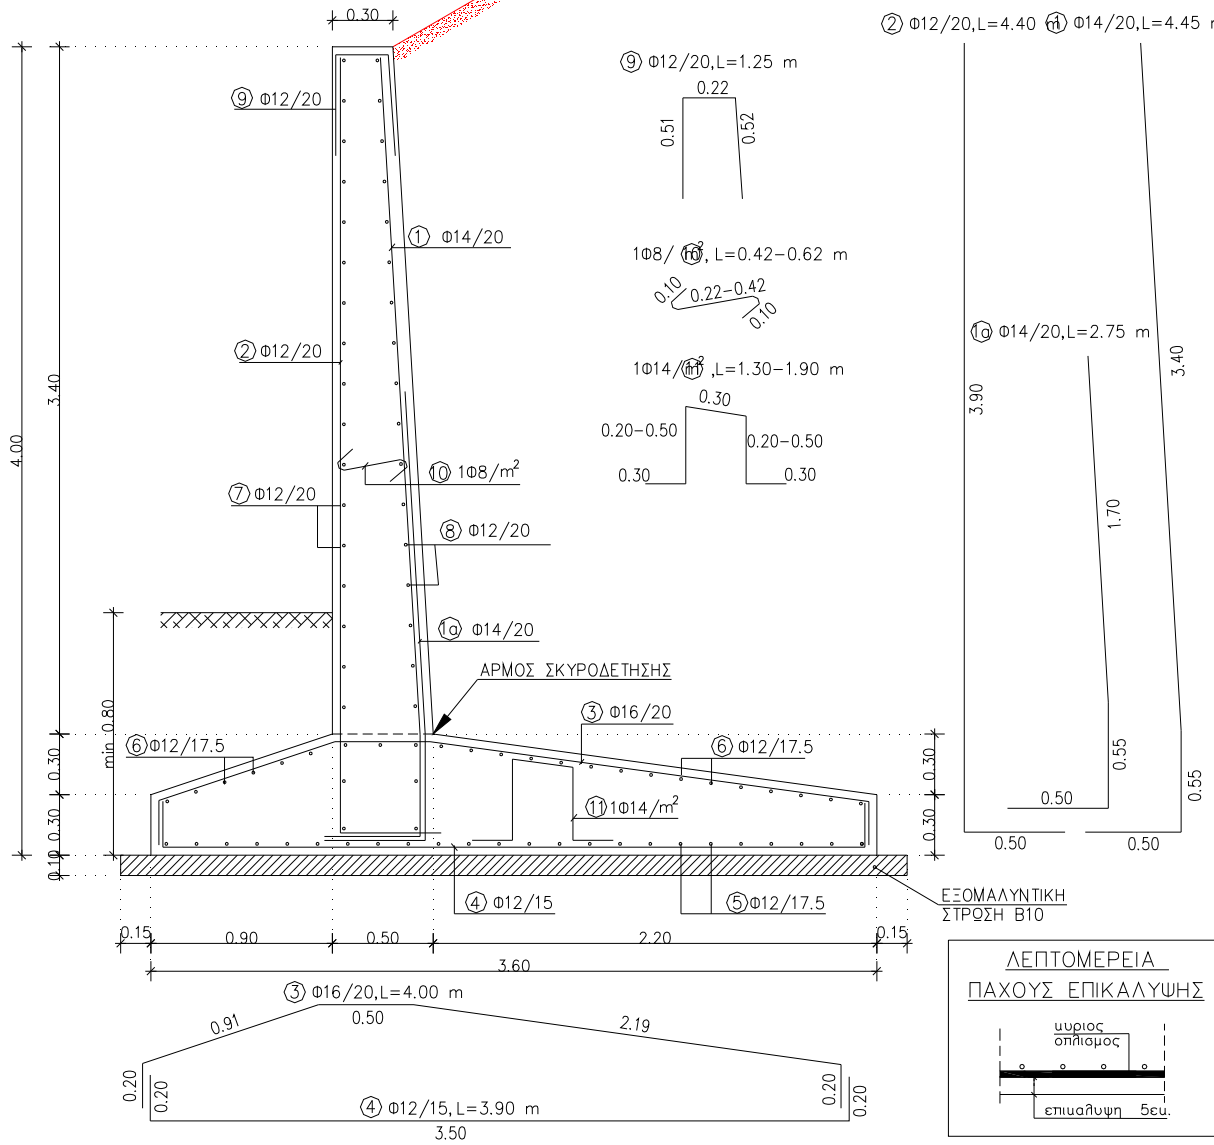 0.30
② Φ12/20,L=4.40 m
① Φ14/20,L=4.45 m
⑨ Φ12/20,L=1.25 m
0.22
0.51
0.52
⑨ Φ12/20
① Φ14/20
1Φ8/m², L=0.42-0.62 m
0.10
0.22-0.42
0.10
② Φ12/20
1a Φ14/20,L=2.75 m
1Φ14/m² ,L=1.30-1.90 m
0.30
0.20-0.50
0.20-0.50
0.30
0.30
3.40
4.00
3.90
3.40
1.70
⑩ 1Φ8/m²
⑦ Φ12/20
⑧ Φ12/20
1a Φ14/20
ΑΡΜΟΣ ΣΚΥΡΟΔΕΤΗΣΗΣ
min 0.80
③ Φ16/20
⑥ Φ12/17.5
⑥ Φ12/17.5
0.30
0.30
0.10
0.30
0.30
⑪ 1Φ14/m²
0.50
0.55
0.55
0.50
0.50
④ Φ12/15
⑤ Φ12/17.5
ΕΞΟΜΑΛΥΝΤΙΚΗ
ΣΤΡΩΣΗ Β10
0.15
0.90
0.50
2.20
0.15
3.60
③ Φ16/20,L=4.00 m
0.91
0.50
2.19
0.20
0.20
0.20
0.20
④ Φ12/15,L=3.90 m
3.50
ΛΕΠΤΟΜΕΡΕΙΑ
ΠΑΧΟΥΣ ΕΠΙΚΑΛΥΨΗΣ
κυριος
οπλισμος
επικαλυψη 5εκ.